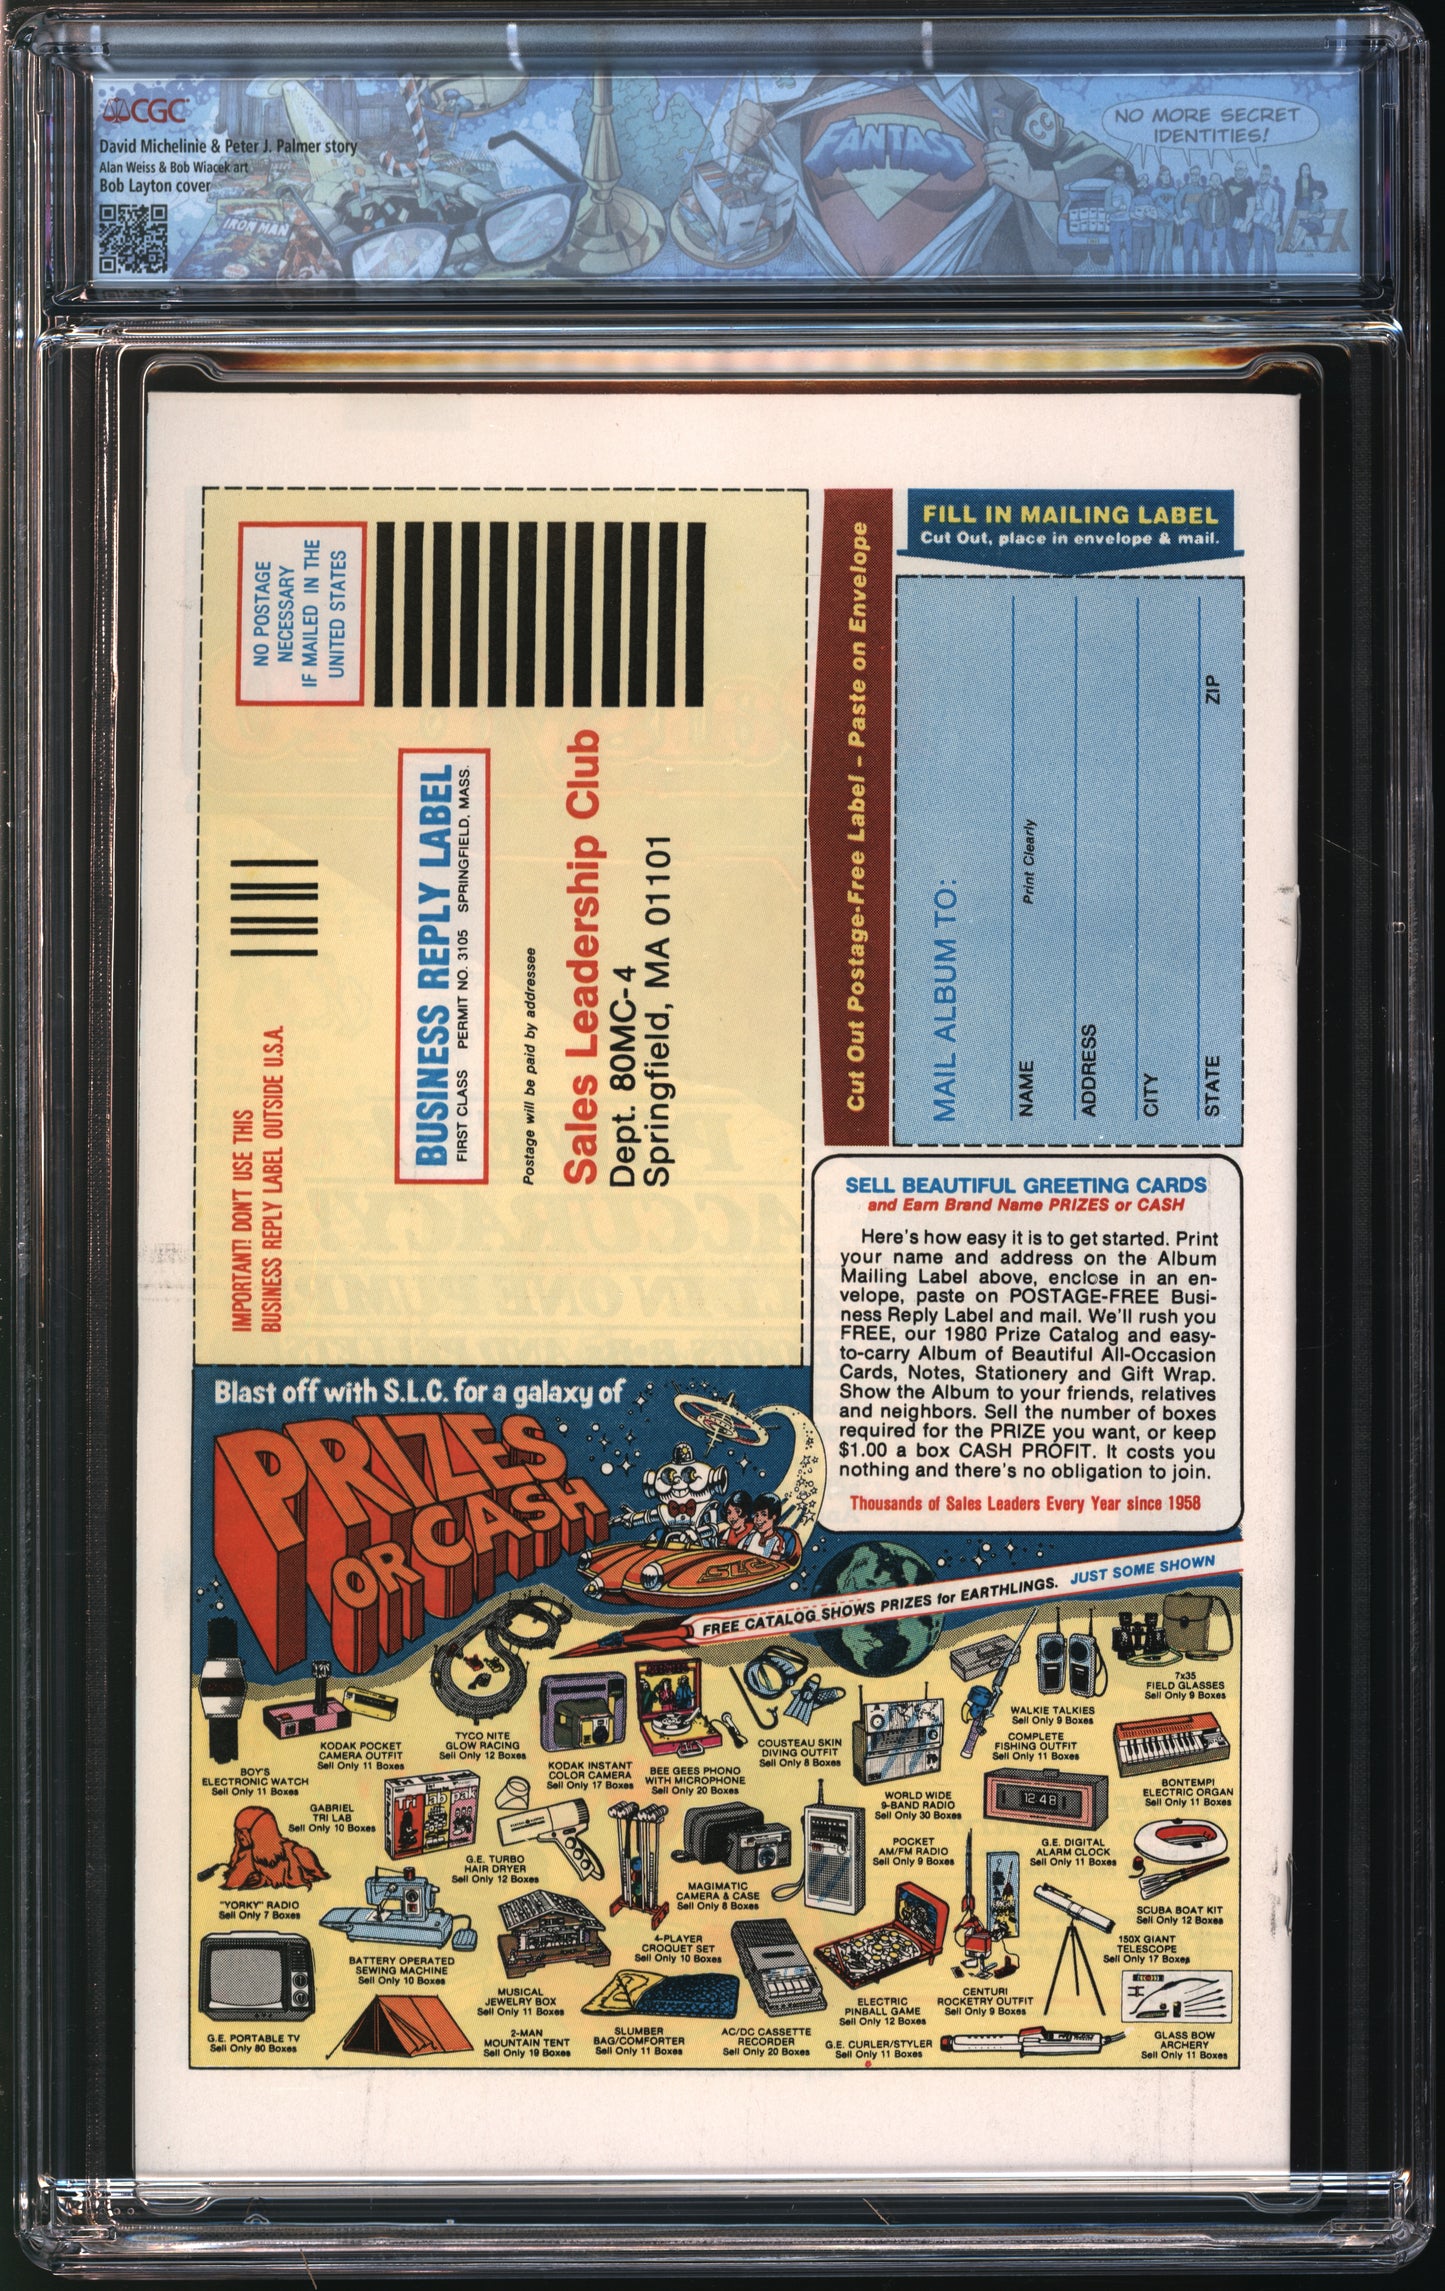 CGC
David Michelinie & Peter J. Palmer story
Alan Weiss & Bob Wiacek art
Bob Layton cover
IRON MAN
FANTAST
CC
NO MORE SECRET
IDENTITIES!
NO POSTAGE
NECESSARY
IF MAILED IN THE
UNITED STATES
IMPORTANT! DON'T USE THIS
BUSINESS REPLY LABEL OUTSIDE U.S.A.
BUSINESS REPLY LABEL
FIRST CLASS PERMIT NO. 3105 SPRINGFIELD, MASS.
Postage will be paid by addressee
Sales Leadership Club
Dept. 80MC-4
Springfield, MA 01101
Cut Out Postage-Free Label – Paste on Envelope
FILL IN MAILING LABEL
Cut Out, place in envelope & mail.
MAIL ALBUM TO:
NAME
Print Clearly
ADDRESS
CITY
STATE ZIP
SELL BEAUTIFUL GREETING CARDS
and Earn Brand Name PRIZES or CASH
Here's how easy it is to get started. Print
your name and address on the Album
Mailing Label above, enclose in an en-
velope, paste on POSTAGE-FREE Busi-
ness Reply Label and mail. We'll rush you
FREE, our 1980 Prize Catalog and easy-
to-carry Album of Beautiful All-Occasion
Cards, Notes, Stationery and Gift Wrap.
Show the Album to your friends, relatives
and neighbors. Sell the number of boxes
required for the PRIZE you want, or keep
$1.00 a box CASH PROFIT. It costs you
nothing and there's no obligation to join.
Thousands of Sales Leaders Every Year since 1958
Blast off with S.L.C. for a galaxy of
PRIZES
OR CASH
SLC
FREE CATALOG SHOWS PRIZES for EARTHLINGS. JUST SOME SHOWN
BOY'S
ELECTRONIC WATCH
Sell Only 11 Boxes
KODAK POCKET
CAMERA OUTFIT
Sell Only 11 Boxes
TYCO NITE
GLOW RACING
Sell Only 12 Boxes
KODAK INSTANT
COLOR CAMERA
Sell Only 17 Boxes
BEE GEES PHONO
WITH MICROPHONE
Sell Only 20 Boxes
COUSTEAU SKIN
DIVING OUTFIT
Sell Only 8 Boxes
WORLD WIDE
9-BAND RADIO
Sell Only 30 Boxes
COMPLETE
FISHING OUTFIT
Sell Only 11 Boxes
WALKIE TALKIES
Sell Only 9 Boxes
7x35
FIELD GLASSES
Sell Only 9 Boxes
BONTEMPI
ELECTRIC ORGAN
Sell Only 11 Boxes
GABRIEL
TRI LAB
Sell Only 10 Boxes
Tri lab pak
G.E. TURBO
HAIR DRYER
Sell Only 12 Boxes
MAGIMATIC
CAMERA & CASE
Sell Only 8 Boxes
POCKET
AM/FM RADIO
Sell Only 9 Boxes
12 48
G.E. DIGITAL
ALARM CLOCK
Sell Only 11 Boxes
SCUBA BOAT KIT
Sell Only 12 Boxes
"YORKY" RADIO
Sell Only 7 Boxes
BATTERY OPERATED
SEWING MACHINE
Sell Only 10 Boxes
MUSICAL
JEWELRY BOX
Sell Only 11 Boxes
4-PLAYER
CROQUET SET
Sell Only 10 Boxes
ELECTRIC
PINBALL GAME
Sell Only 12 Boxes
CENTURI
ROCKETRY OUTFIT
Sell Only 9 Boxes
150X GIANT
TELESCOPE
Sell Only 17 Boxes
G.E. PORTABLE TV
Sell Only 80 Boxes
2-MAN
MOUNTAIN TENT
Sell Only 19 Boxes
SLUMBER
BAG/COMFORTER
Sell Only 11 Boxes
AC/DC CASSETTE
RECORDER
Sell Only 20 Boxes
G.E. CURLER/STYLER
Sell Only 11 Boxes
GLASS BOW
ARCHERY
Sell Only 11 Boxes